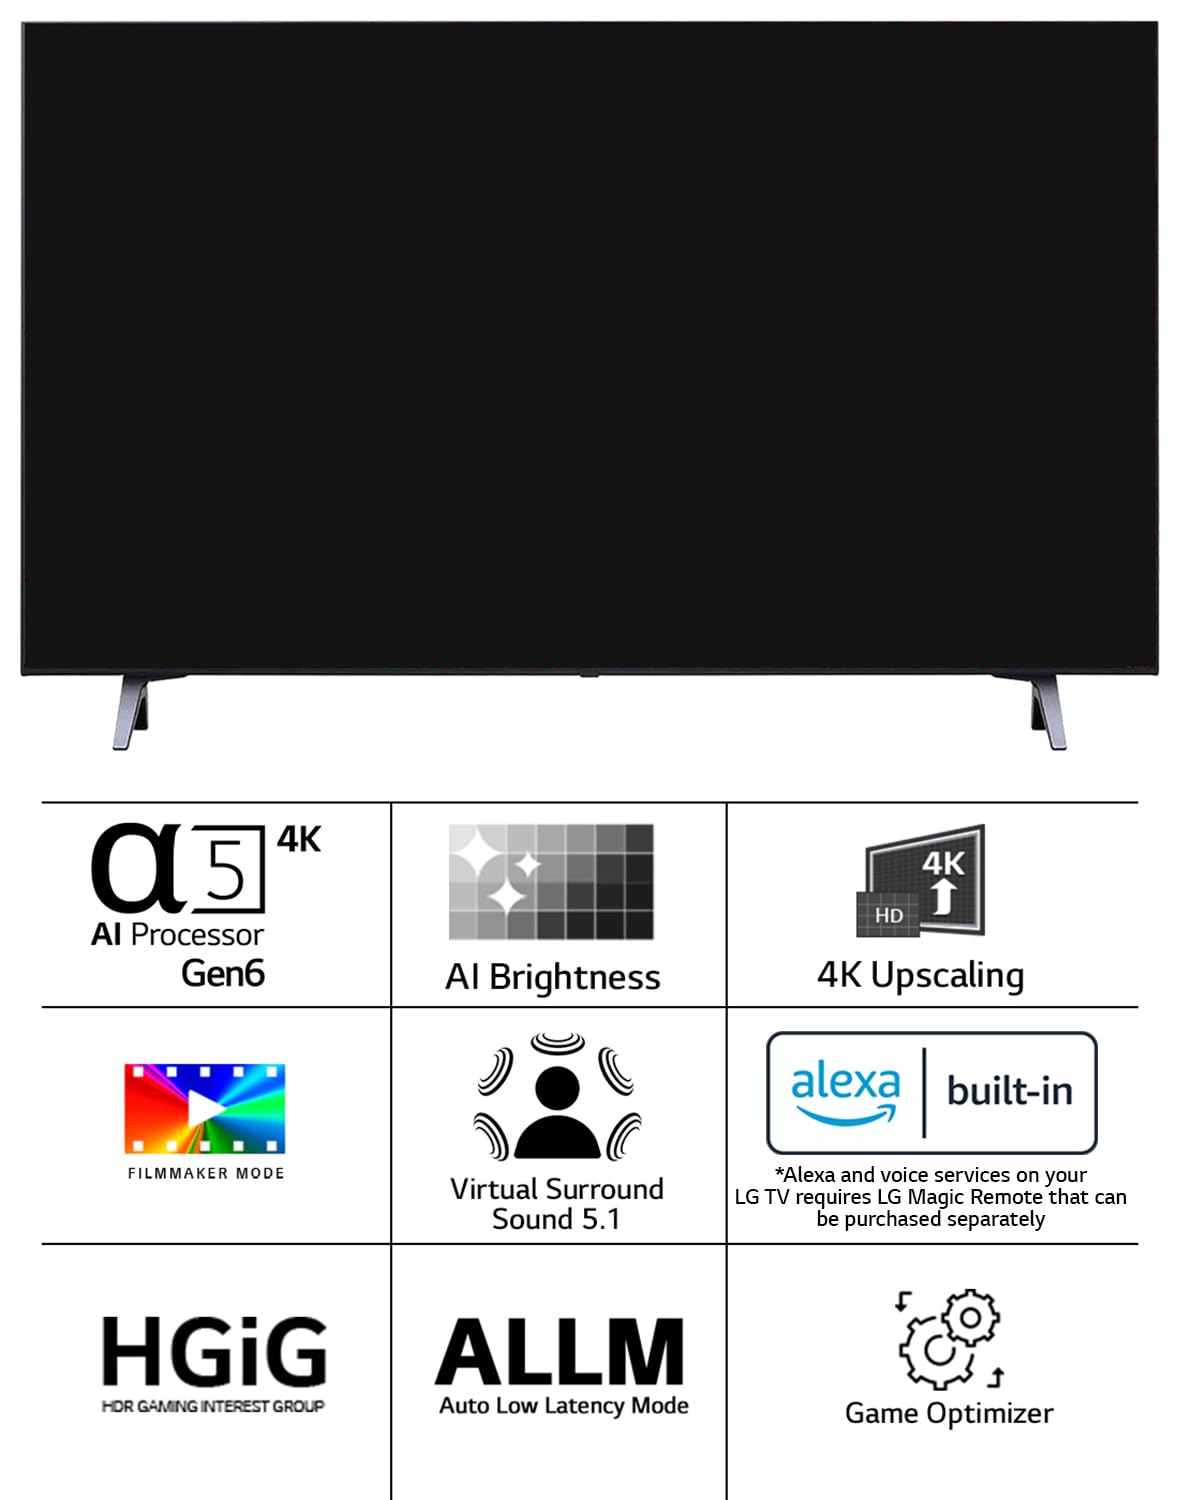 α5 4K
AI Processor
Gen6
AI Brightness
4K
HD
4K Upscaling
FILMMAKER MODE
Virtual Surround
Sound 5.1
alexa built-in
*Alexa and voice services on your
LG TV requires LG Magic Remote that can
be purchased separately
HGiG
HDR GAMING INTEREST GROUP
ALLM
Auto Low Latency Mode
Game Optimizer